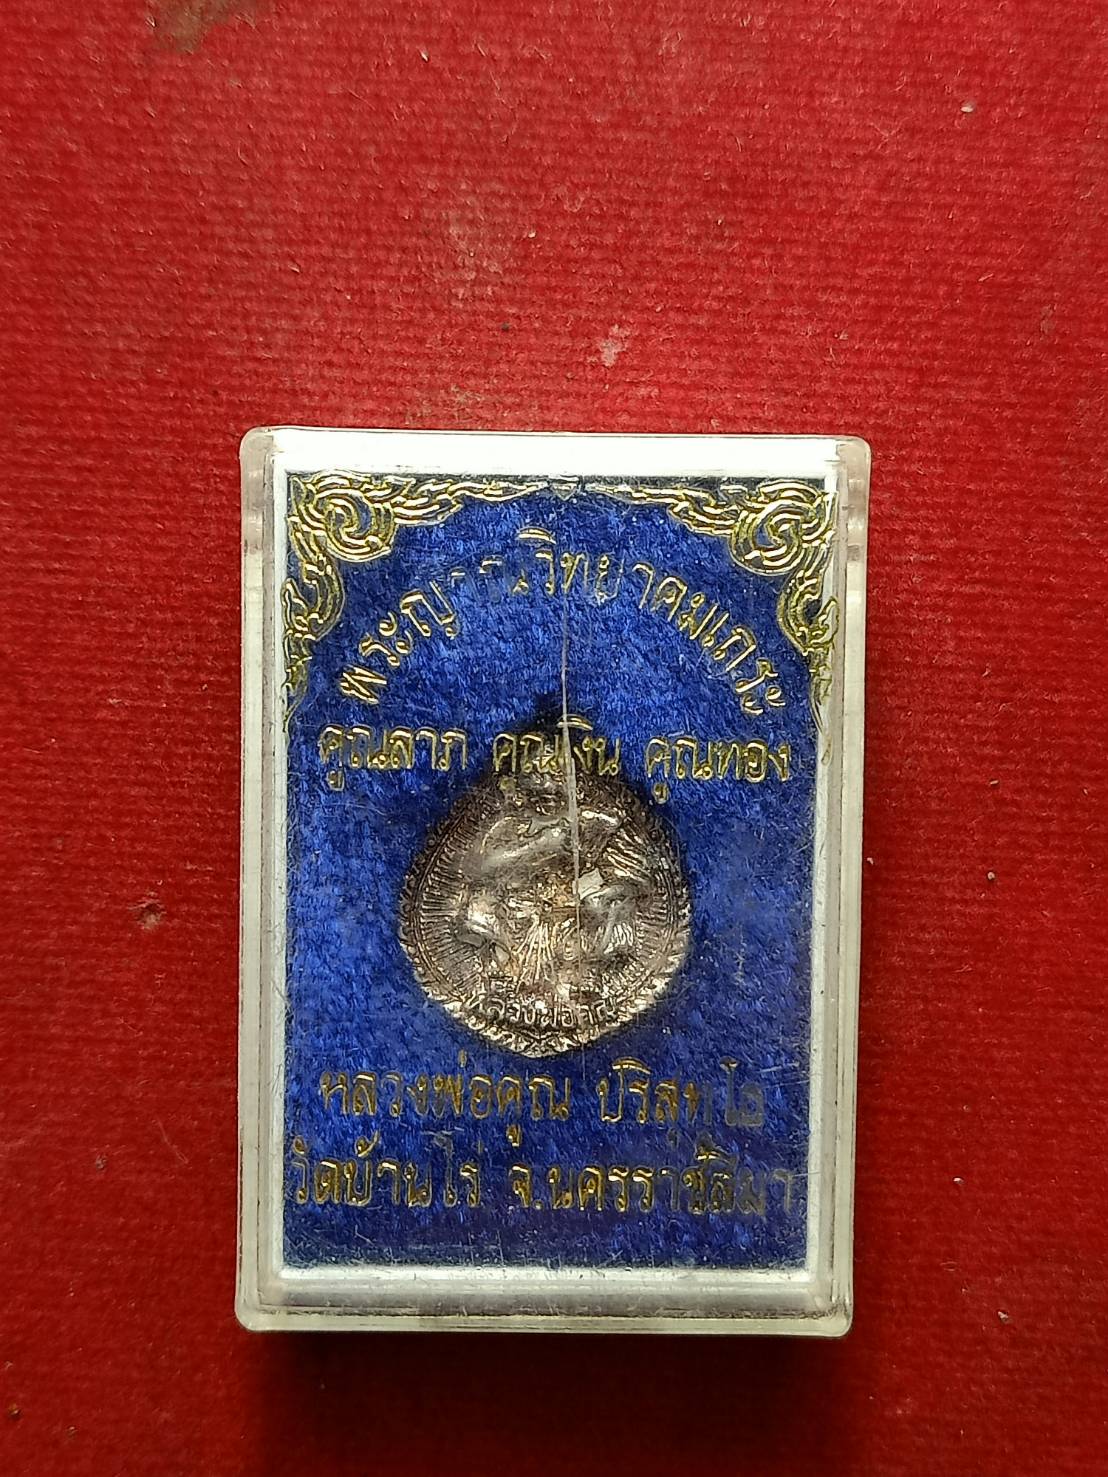 พระญาณวิทยาคมเถระ
คูณลาภ คูณเงิน คูณทอง
หลวงพ่อคูณ
หลวงพ่อคูณ ปริสุทโธ
วัดบ้านไร่ จ.นครราชสีมา